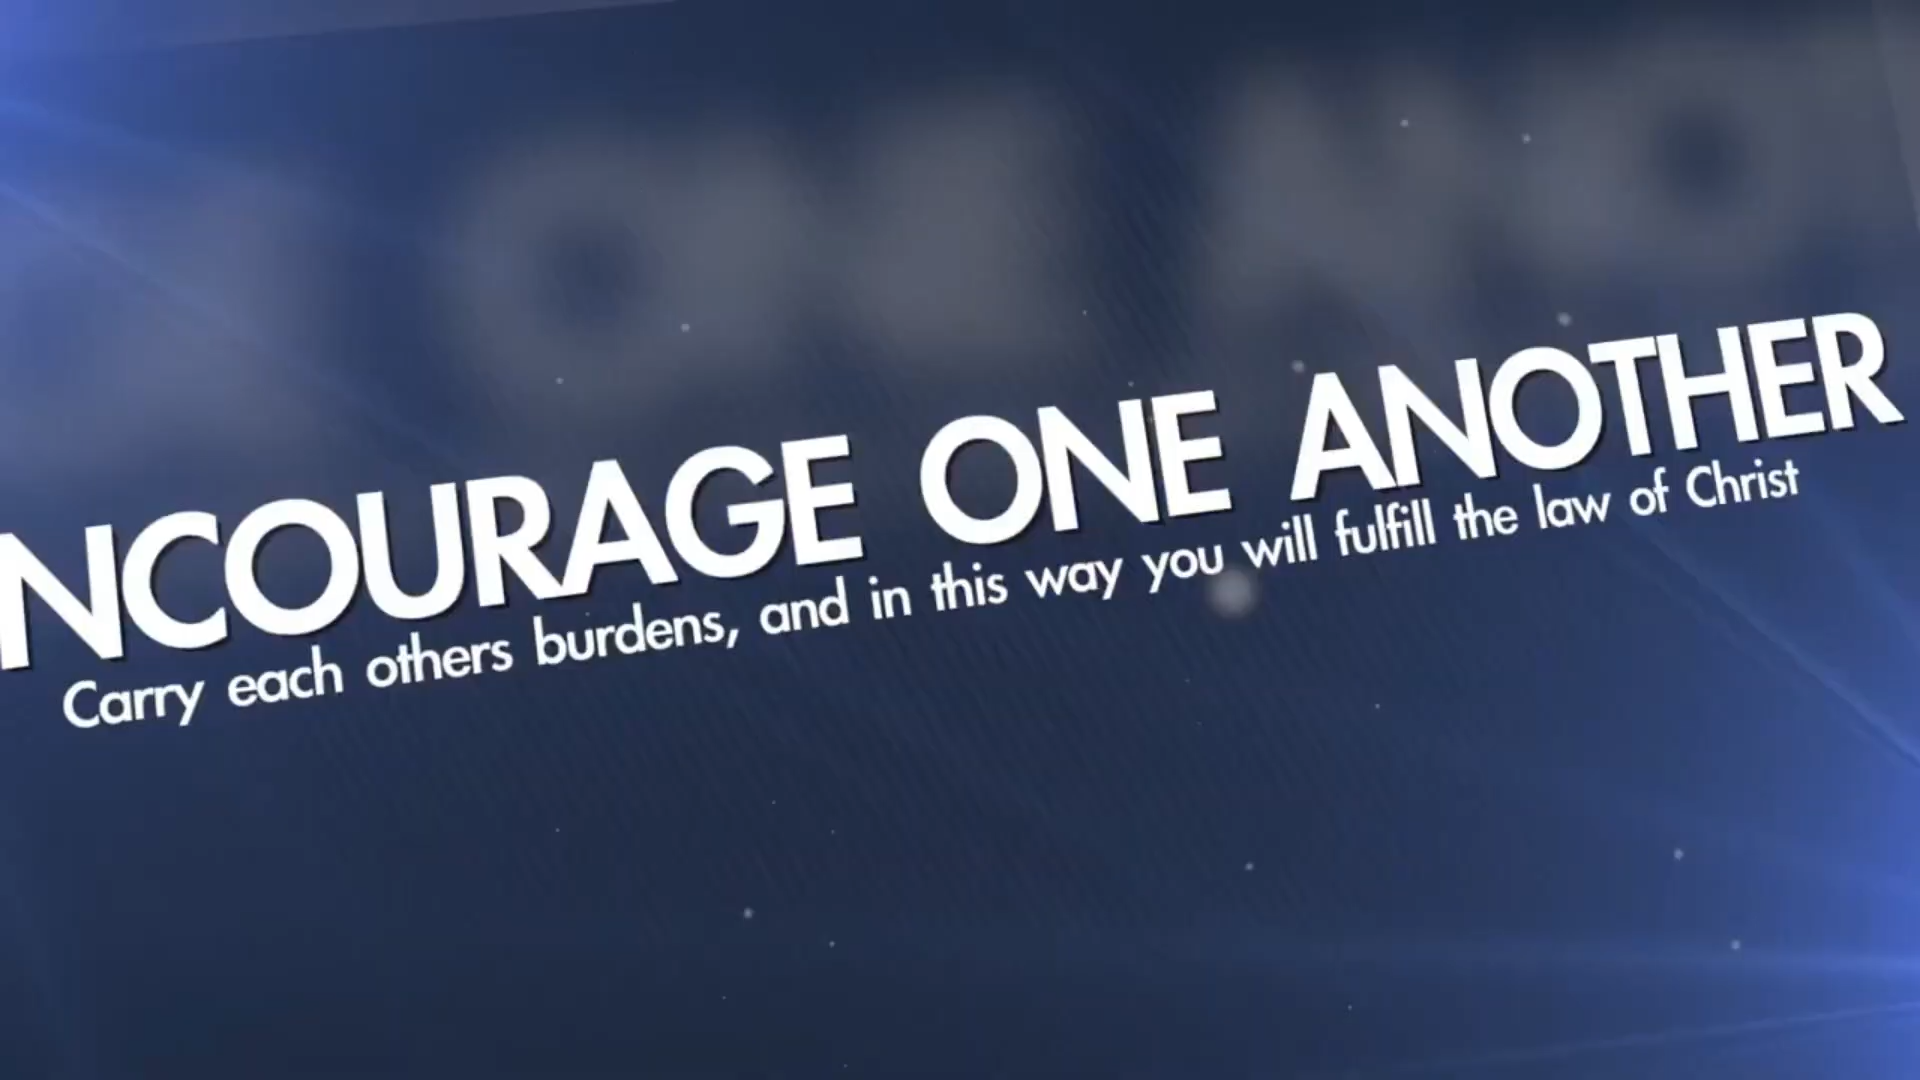 NCOURAGE ONE ANOTHER
Carry each others burdens, and in this way you will fulfill the law of Christ